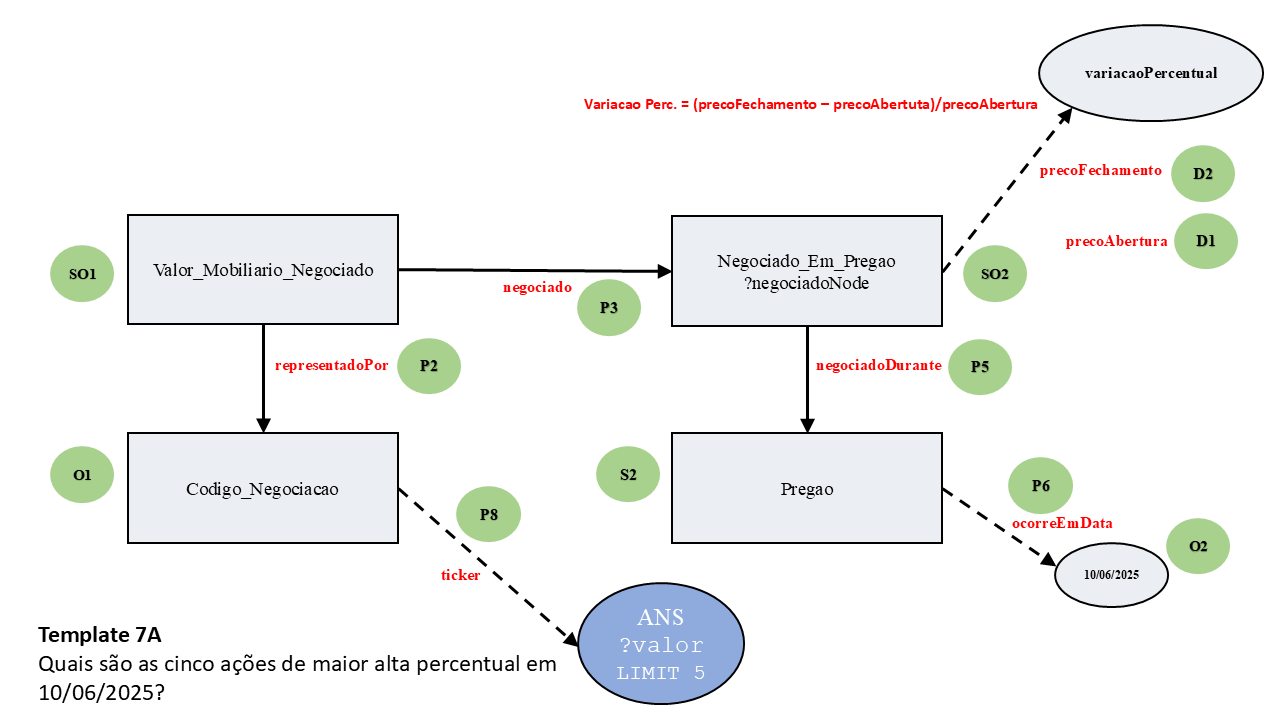 variacaoPercentual
Variacao Perc. = (precoFechamento – precoAbertuta)/precoAbertura
precoFechamento
D2
precoAbertura
D1
SO1
Valor_Mobiliario_Negociado
negociado
P3
Negociado_Em_Pregao
?negociadoNode
SO2
representadoPor
P2
negociadoDurante
P5
O1
Codigo_Negociacao
P8
ticker
S2
Pregao
P6
ocorreEmData
O2
10/06/2025
ANS
?valor
LIMIT 5
Template 7A
Quais são as cinco ações de maior alta percentual em
10/06/2025?